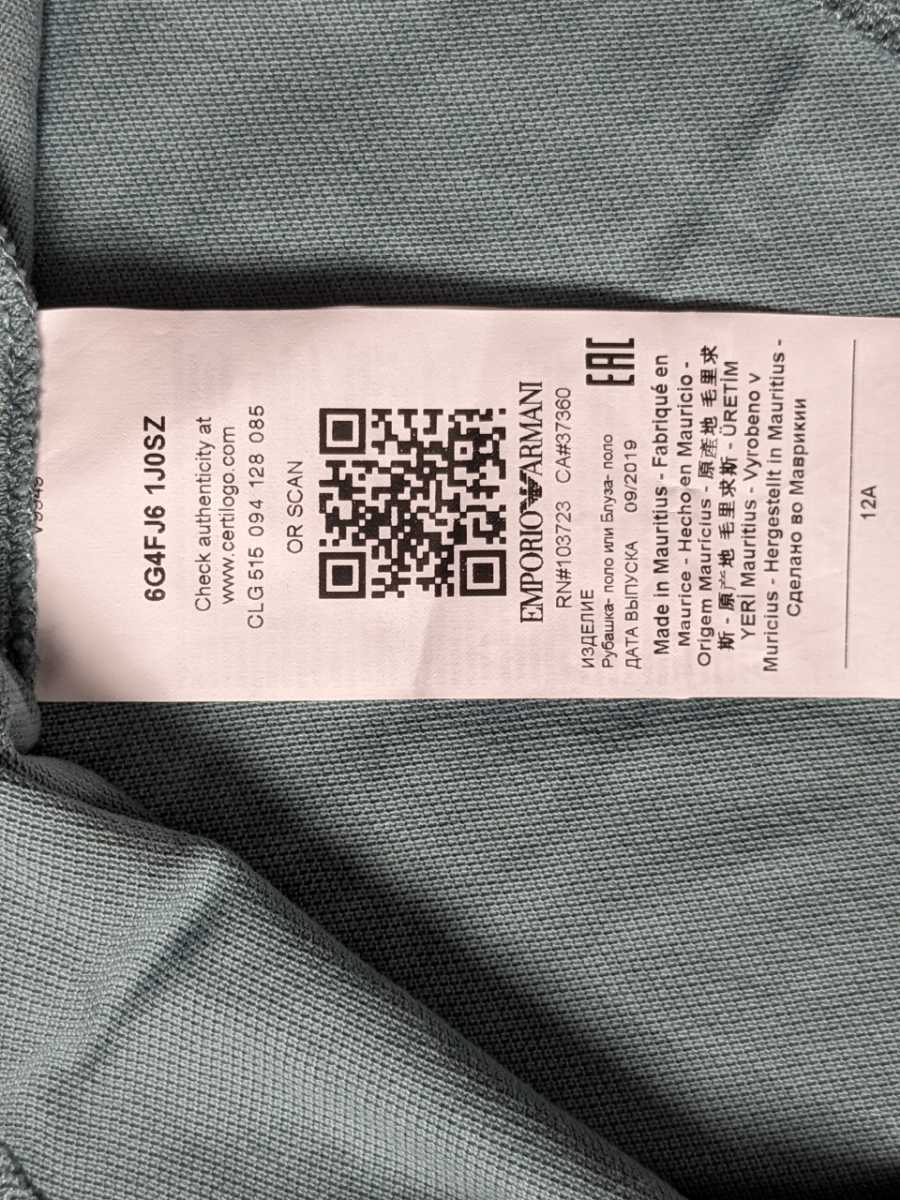 6G4FJ6 1J0SZ
Check authenticity at
www.certilogo.com
CLG 515 094 128 085
OR SCAN
EMPORIO ARMANI
RN#103723 CA#37360
ИЗДЕЛИЕ
Рубашка- поло или Блуза- поло
ДАТА ВЫПУСКА 09/2019
EAC
Made in Mauritius - Fabriqué en
Maurice - Hecho en Mauricio -
Origem Mauricius - 原產地 毛里求
斯 - 原产地 毛里求斯 - ÜRETİM
YERİ Mauritius - Vyrobeno v
Muricius - Hergestellt in Mauritius -
Сделано во Маврикии
12A